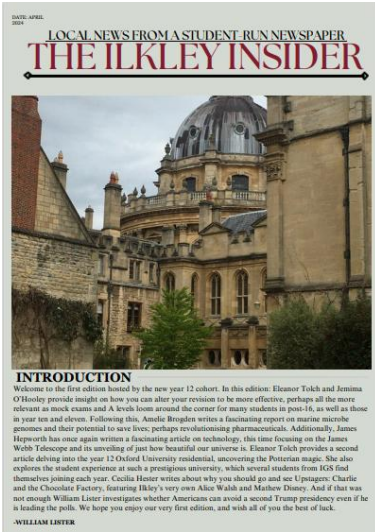 DATE: APRIL
2024
LOCAL NEWS FROM A STUDENT-RUN NEWSPAPER
THE ILKLEY INSIDER
INTRODUCTION
Welcome to the first edition hosted by the new year 12 cohort. In this edition: Eleanor Tolch and Jemima
O'Hooley provide insight on how you can alter your revision to be more effective, perhaps all the more
relevant as mock exams and A levels loom around the corner for many students in post-16, as well as those
in year ten and eleven. Following this, Amelie Brogden writes a fascinating report on marine microbe
genomes and their potential to save lives; perhaps revolutionising pharmaceuticals. Additionally, James
Hepworth has once again written a fascinating article on technology, this time focusing on the James
Webb Telescope and its unveiling of just how beautiful our universe is. Eleanor Tolch provides a second
article delving into the year 12 Oxford University residential, uncovering the Potterian magic. She also
explores the student experience at such a prestigious university, which several students from IGS find
themselves joining each year. Cecilia Hester writes about why you should go and see Upstagers: Charlie
and the Chocolate Factory, featuring Ilkley's very own Alice Walsh and Mathew Disney. And if that was
not enough William Lister investigates whether Americans can avoid a second Trump presidency even if he
is leading the polls. We hope you enjoy our very first edition, and wish all of you the best of luck.
-WILLIAM LISTER